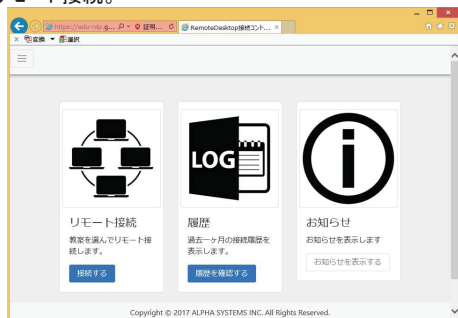 リモート接続。
https://edu-rdp.g...
証明...
RemoteDesktop接続コント...
×
変換
選択
LOG
リモート接続
教室を選んでリモート接
続します。
接続する
履歴
過去一ヶ月の接続履歴を
表示します。
履歴を確認する
お知らせ
お知らせを表示します
お知らせを表示する
Copyright © 2017 ALPHA SYSTEMS INC. All Rights Reserved.